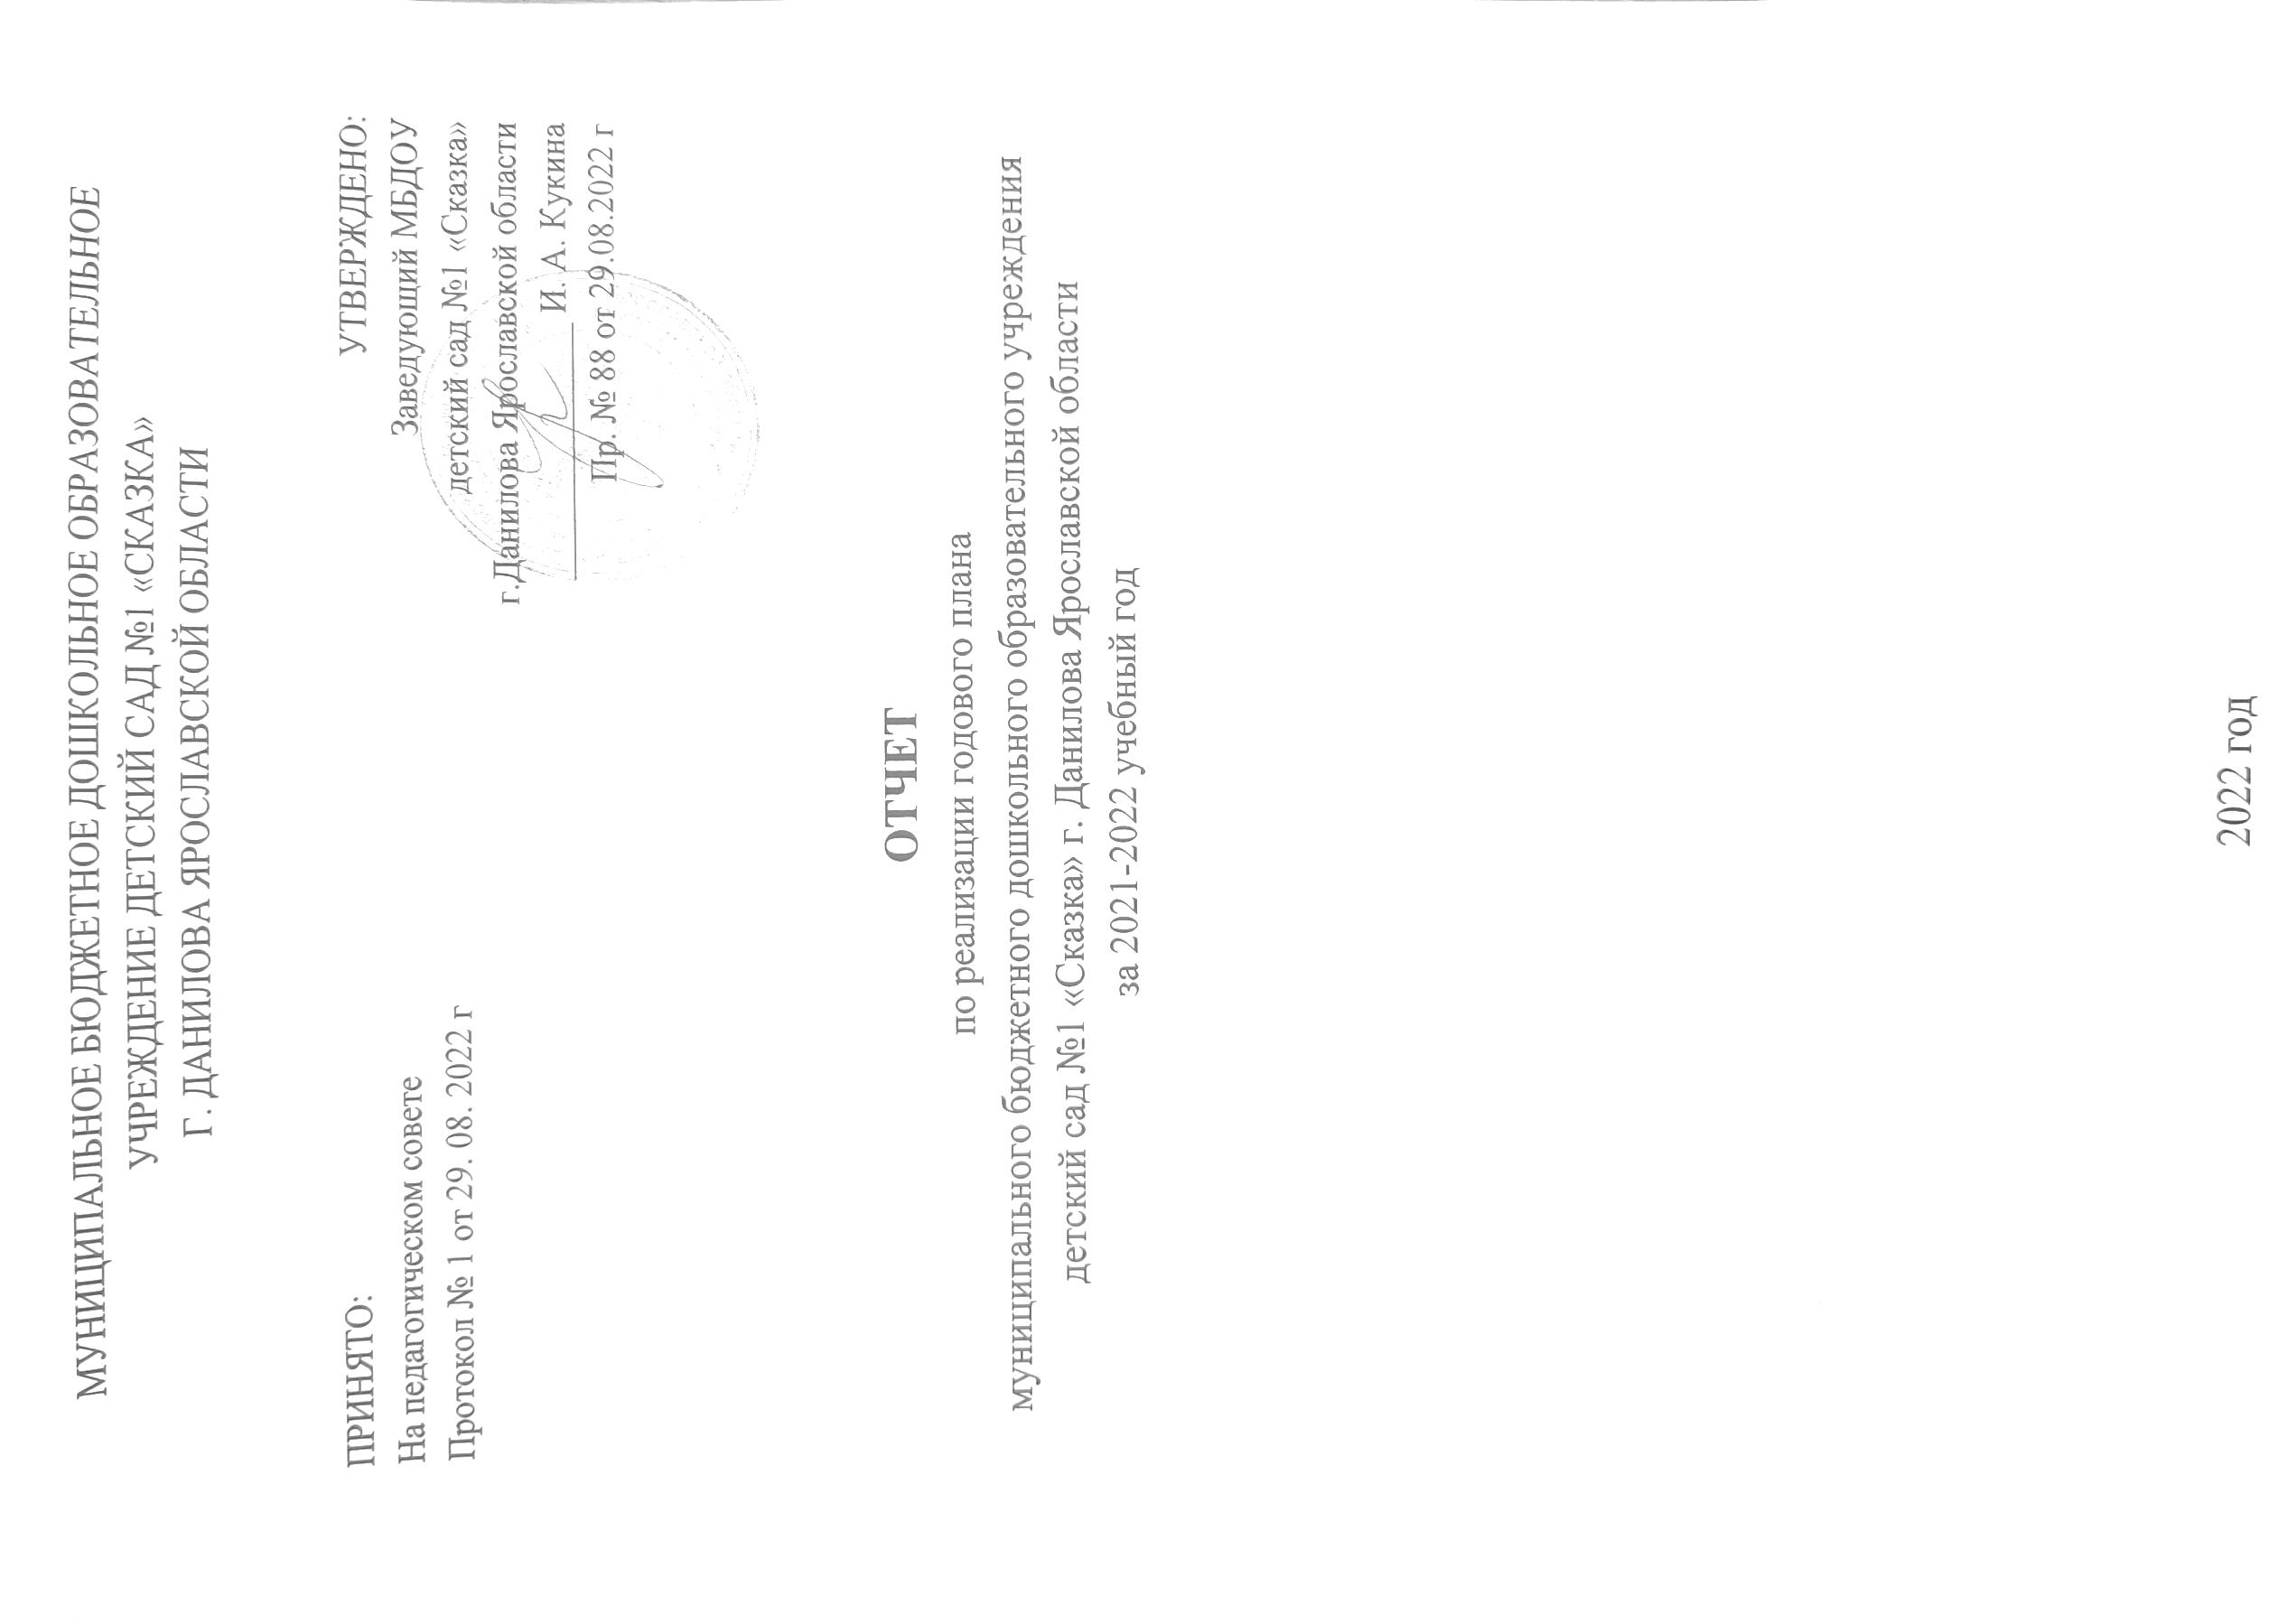 МУНИЦИПАЛЬНОЕ БЮДЖЕТНОЕ ДОШКОЛЬНОЕ ОБРАЗОВАТЕЛЬНОЕ
УЧРЕЖДЕНИЕ ДЕТСКИЙ САД №1 «СКАЗКА»
Г. ДАНИЛОВА ЯРОСЛАВСКОЙ ОБЛАСТИ
ПРИНЯТО:
На педагогическом совете
Протокол № 1 от 29. 08. 2022 г
УТВЕРЖДЕНО:
Заведующий МБДОУ
детский сад №1 «Сказка»
г.Данилова Ярославской области
И. А. Кукина
Пр. № 88 от 29.08.2022 г
ОТЧЕТ
по реализации годового плана
муниципального бюджетного дошкольного образовательного учреждения
детский сад №1 «Сказка» г. Данилова Ярославской области
за 2021-2022 учебный год
2022 год